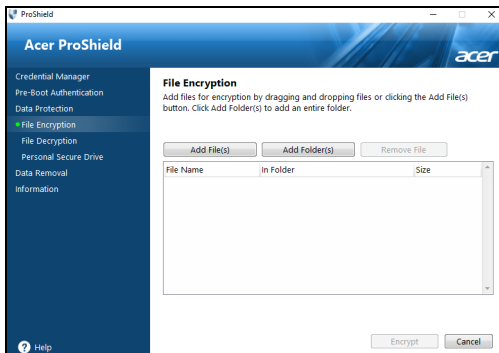 ProShield
Acer ProShield
acer
Credential Manager
Pre-Boot Authentication
Data Protection
File Encryption
File Decryption
Personal Secure Drive
Data Removal
Information
Help
File Encryption
Add files for encryption by dragging and dropping files or clicking the Add File(s)
button. Click Add Folder(s) to add an entire folder.
Add File(s) Add Folder(s) Remove File
File Name In Folder Size
Encrypt Cancel